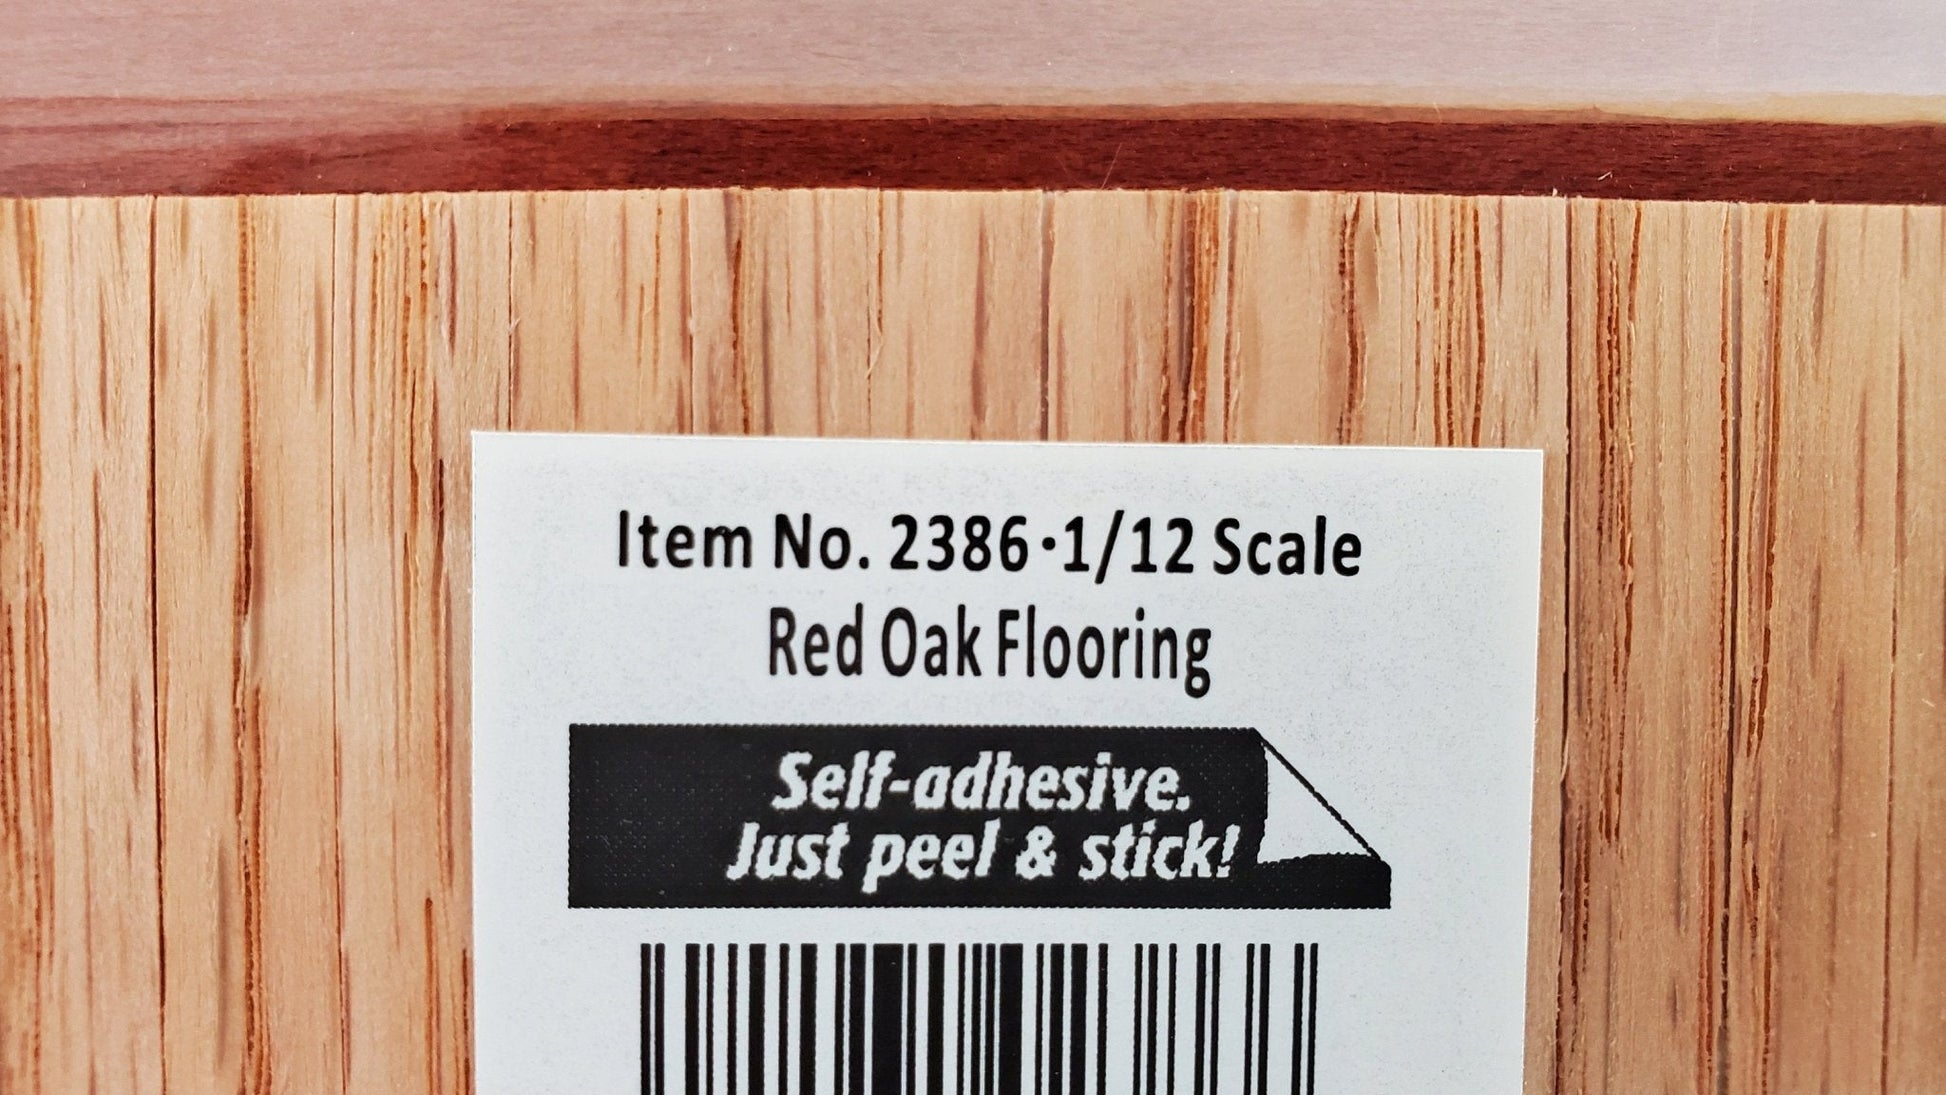 Item No. 2386·1/12 Scale
Red Oak Flooring
Self-adhesive.
Just peel & stick!